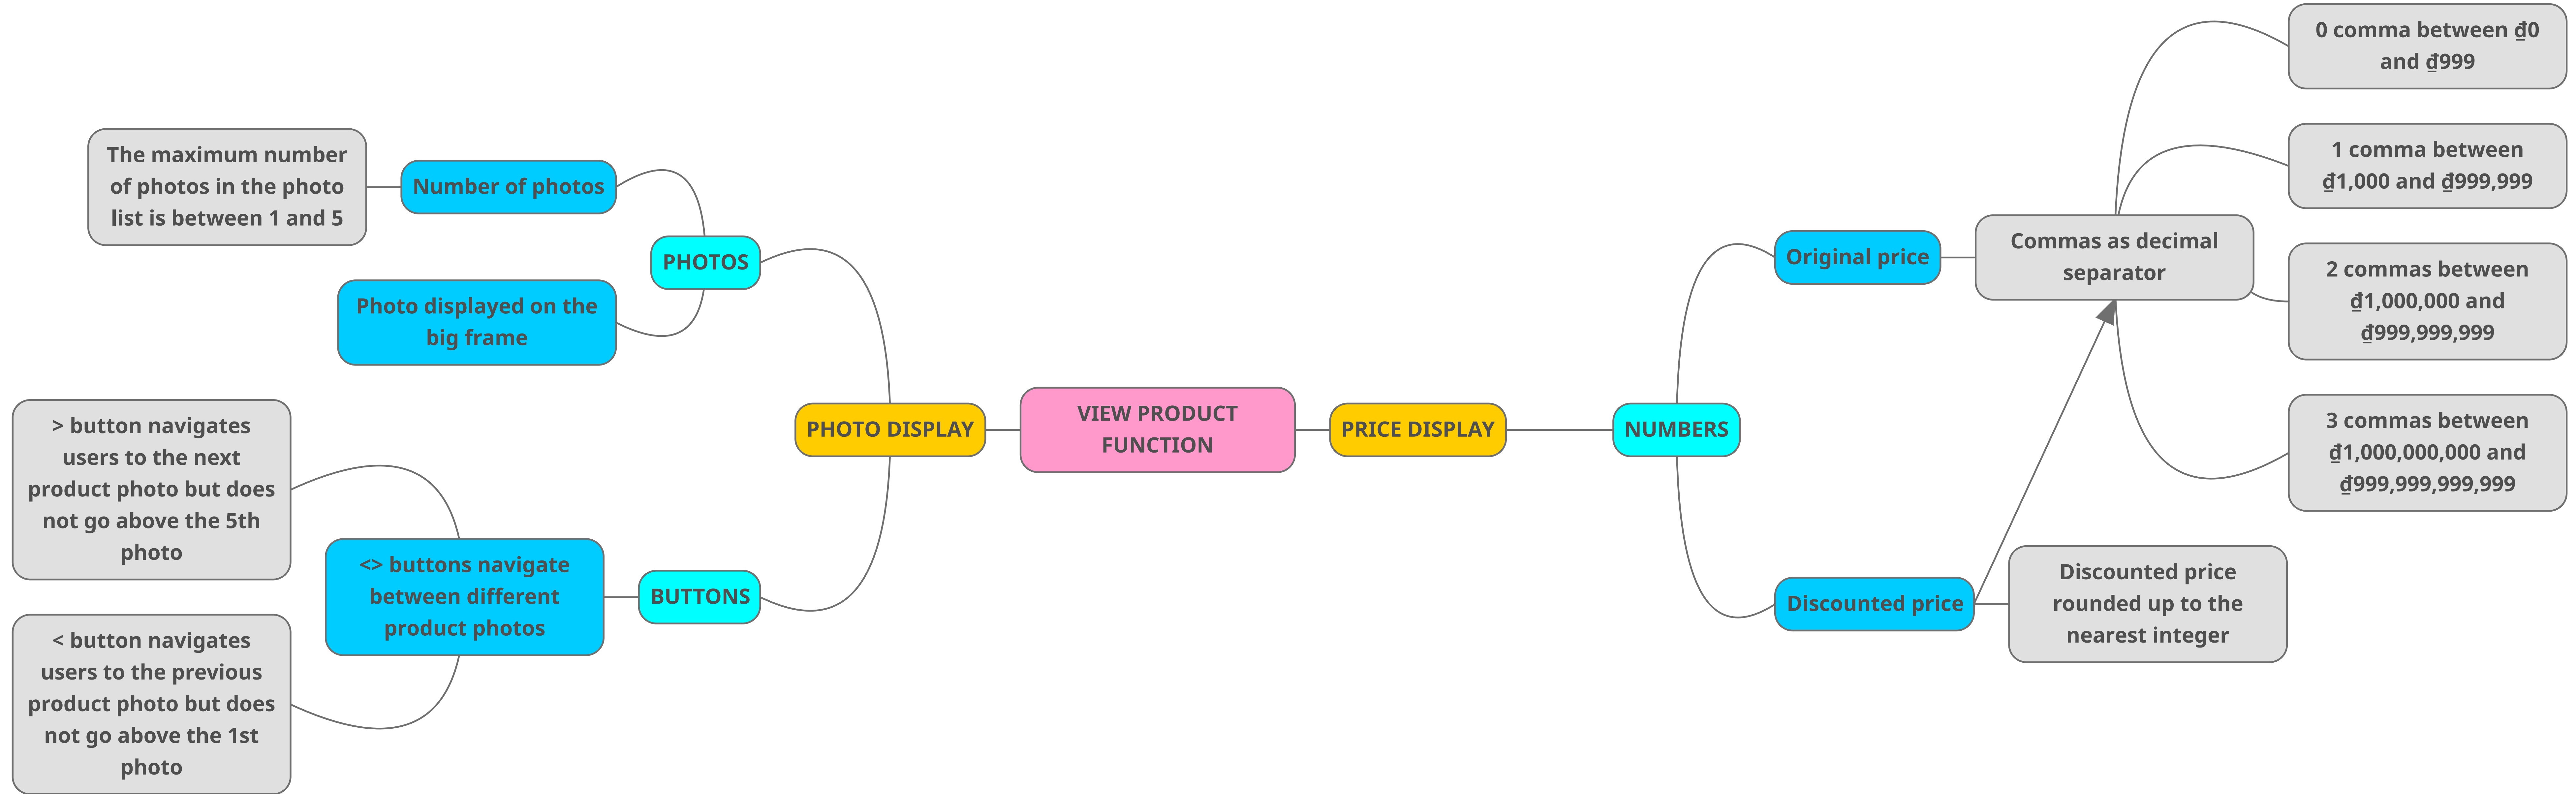 The maximum number
of photos in the photo
list is between 1 and 5
Number of photos
PHOTOS
Photo displayed on the
big frame
> button navigates
users to the next
product photo but does
not go above the 5th
photo
< button navigates
users to the previous
product photo but does
not go above the 1st
photo
<> buttons navigate
between different
product photos
BUTTONS
PHOTO DISPLAY
VIEW PRODUCT
FUNCTION
PRICE DISPLAY
NUMBERS
Original price
Commas as decimal
separator
0 comma between ₫0
and ₫999
1 comma between
₫1,000 and ₫999,999
2 commas between
₫1,000,000 and
₫999,999,999
3 commas between
₫1,000,000,000 and
₫999,999,999,999
Discounted price
Discounted price
rounded up to the
nearest integer